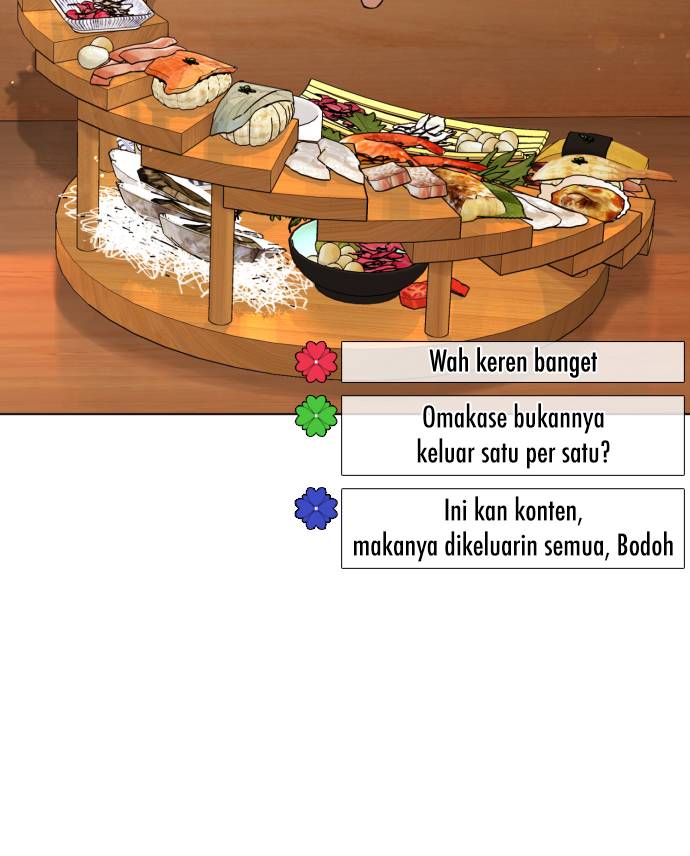 Wah keren banget
Omakase bukannya
keluar satu per satu?
Ini kan konten,
makanya dikeluarin semua, Bodoh